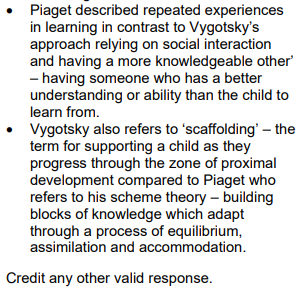 • Piaget described repeated experiences
in learning in contrast to Vygotsky's
approach relying on social interaction
and having a more knowledgeable other'
– having someone who has a better
understanding or ability than the child to
learn from.
• Vygotsky also refers to 'scaffolding' – the
term for supporting a child as they
progress through the zone of proximal
development compared to Piaget who
refers to his scheme theory – building
blocks of knowledge which adapt
through a process of equilibrium,
assimilation and accommodation.
Credit any other valid response.